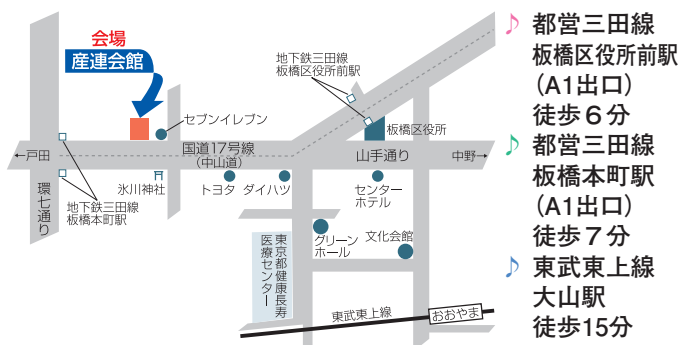 会場
産連会館
セブンイレブン
地下鉄三田線
板橋区役所前駅
板橋区役所
←戸田
国道17号線
(中山道)
山手通り
中野→
環七通り
地下鉄三田線
板橋本町駅
氷川神社
トヨタ
ダイハツ
センター
ホテル
グリーン
ホール
文化会館
東京都健康長寿
医療センター
東武東上線
おおやま
♪ 都営三田線
板橋区役所前駅
(A1出口)
徒歩6分
♪ 都営三田線
板橋本町駅
(A1出口)
徒歩7分
♪ 東武東上線
大山駅
徒歩15分